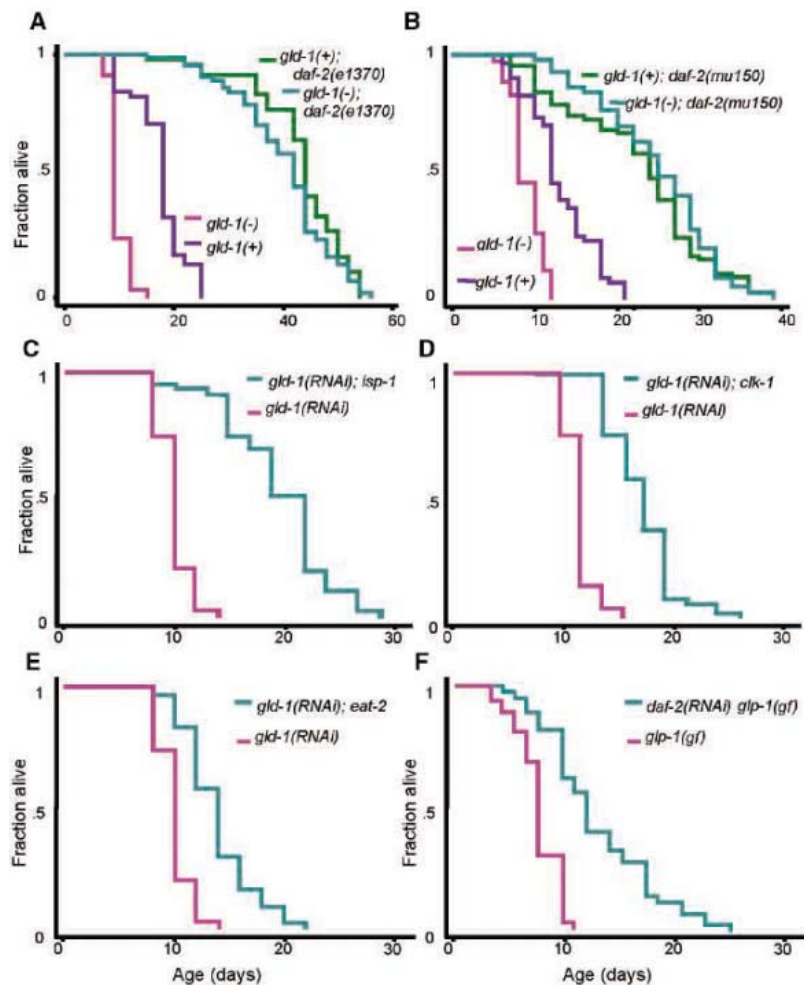 A
1
.5
0
Fraction alive
gld-1(+);
daf-2(e1370)
gld-1(-);
daf-2(e1370)
gld-1(-)
gld-1(+)
0
20
40
60
B
1
.5
0
gld-1(+); daf-2(mu150)
gld-1(-); daf-2(mu150)
gld-1(-)
gld-1(+)
0
10
20
30
40
C
1
.5
0
Fraction alive
gld-1(RNAi); isp-1
gld-1(RNAi)
10
20
30
D
1
.5
0
gld-1(RNAi); clk-1
gld-1(RNAi)
10
20
30
E
1
.5
0
Fraction alive
gld-1(RNAi); eat-2
gld-1(RNAi)
0
10
20
30
Age (days)
F
1
.5
0
daf-2(RNAi) glp-1(gf)
glp-1(gf)
0
10
20
30
Age (days)